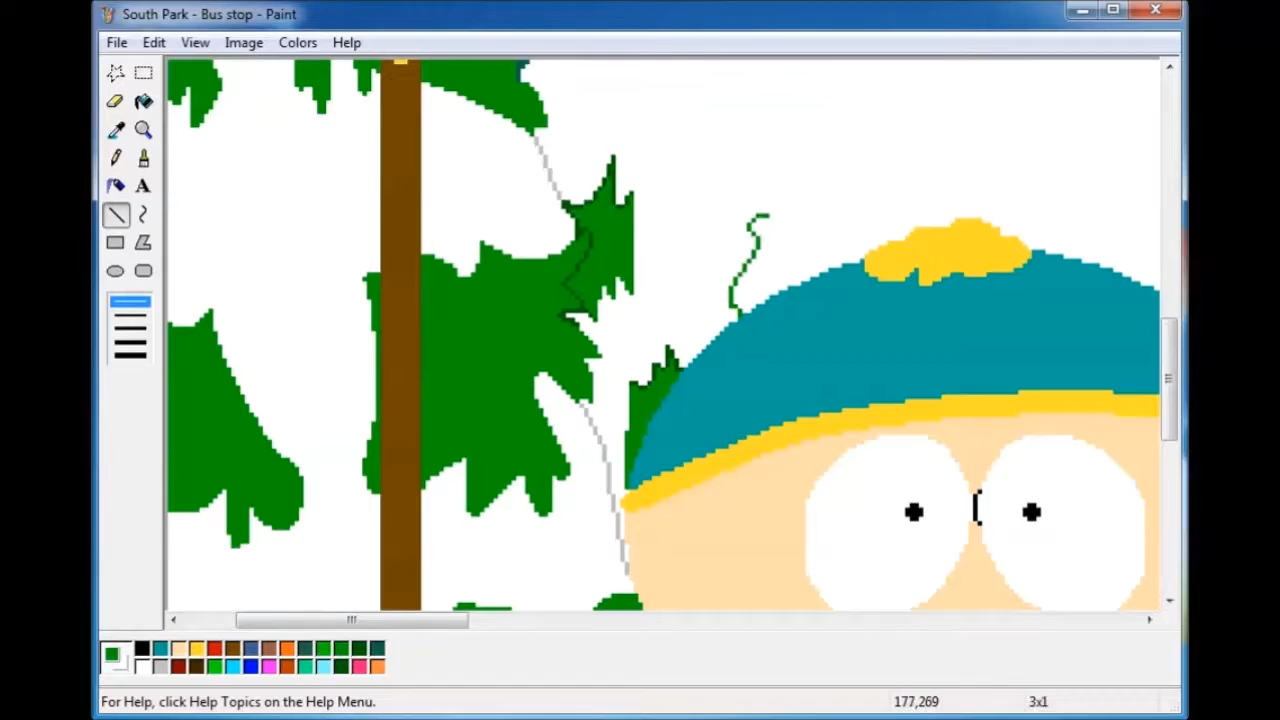 South Park - Bus stop - Paint
File Edit View Image Colors Help
A
For Help, click Help Topics on the Help Menu.
177,269
3x1